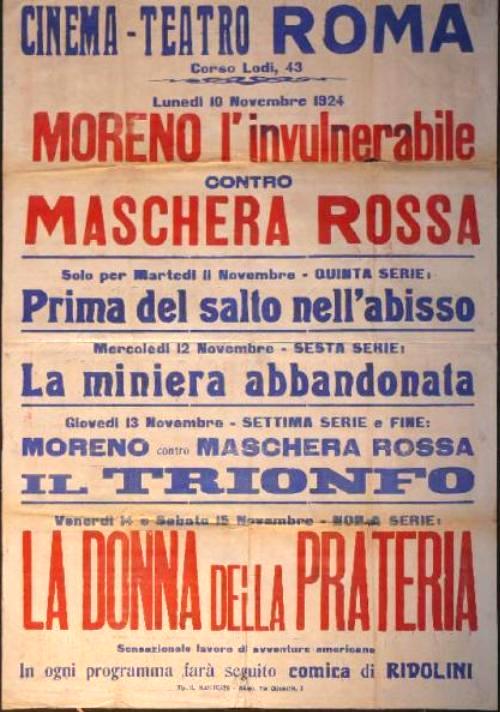 CINEMA - TEATRO ROMA
Corso Lodi, 43
Lunedì 10 Novembre 1924
MORENO l'invulnerabile
CONTRO
MASCHERA ROSSA
Solo per Martedì 11 Novembre - QUINTA SERIE:
Prima del salto nell'abisso
Mercoledì 12 Novembre - SESTA SERIE:
La miniera abbandonata
Giovedì 13 Novembre - SETTIMA SERIE e FINE:
MORENO contro MASCHERA ROSSA
IL TRIONFO
Venerdì 14 e Sabato 15 Novembre - SERIE:
LA DONNA DELLA PRATERIA
Sensazionale lavoro di avventure americane
In ogni programma farà seguito comica di RIDOLINI